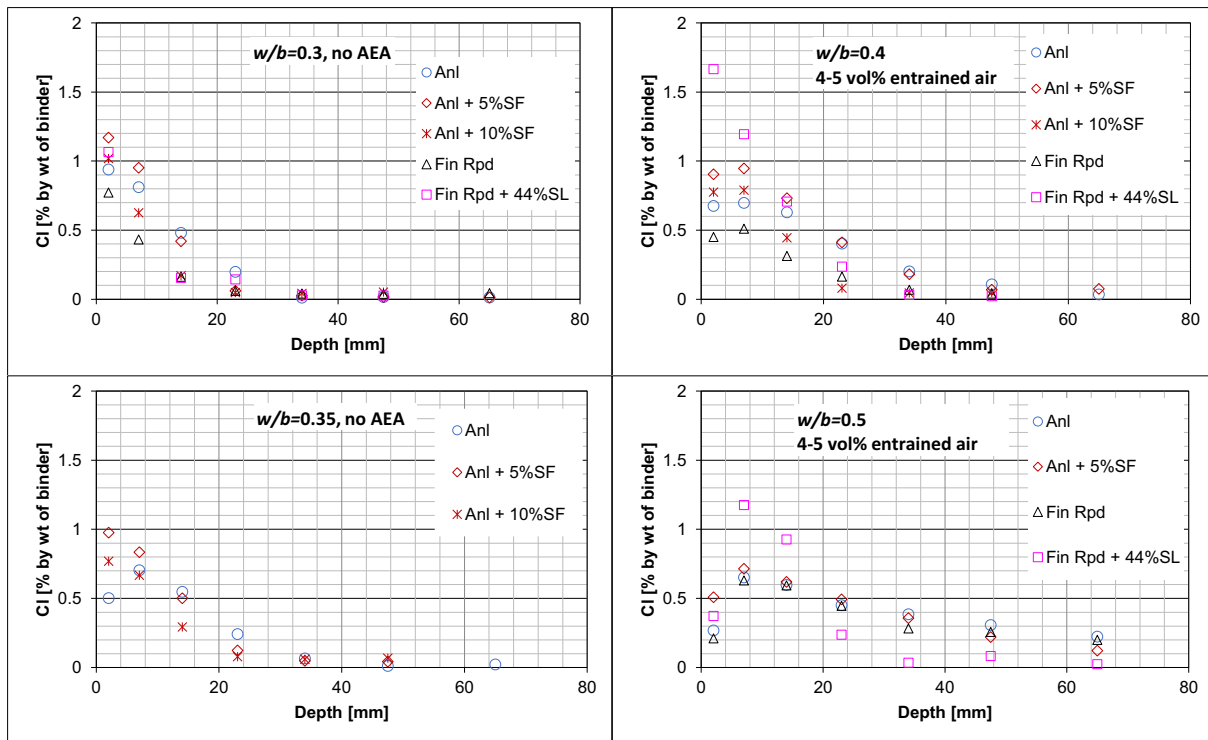 2
1.5
1
0.5
0
Cl [% by wt of binder]
w/b=0.3, no AEA
Anl
Anl + 5%SF
Anl + 10%SF
Fin Rpd
Fin Rpd + 44%SL
0 20 40 60 80
Depth [mm]
2
1.5
1
0.5
0
Cl [% by wt of binder]
w/b=0.4
4-5 vol% entrained air
Anl
Anl + 5%SF
Anl + 10%SF
Fin Rpd
Fin Rpd + 44%SL
0 20 40 60 80
Depth [mm]
2
1.5
1
0.5
0
Cl [% by wt of binder]
w/b=0.35, no AEA
Anl
Anl + 5%SF
Anl + 10%SF
0 20 40 60 80
Depth [mm]
2
1.5
1
0.5
0
Cl [% by wt of binder]
w/b=0.5
4-5 vol% entrained air
Anl
Anl + 5%SF
Fin Rpd
Fin Rpd + 44%SL
0 20 40 60 80
Depth [mm]